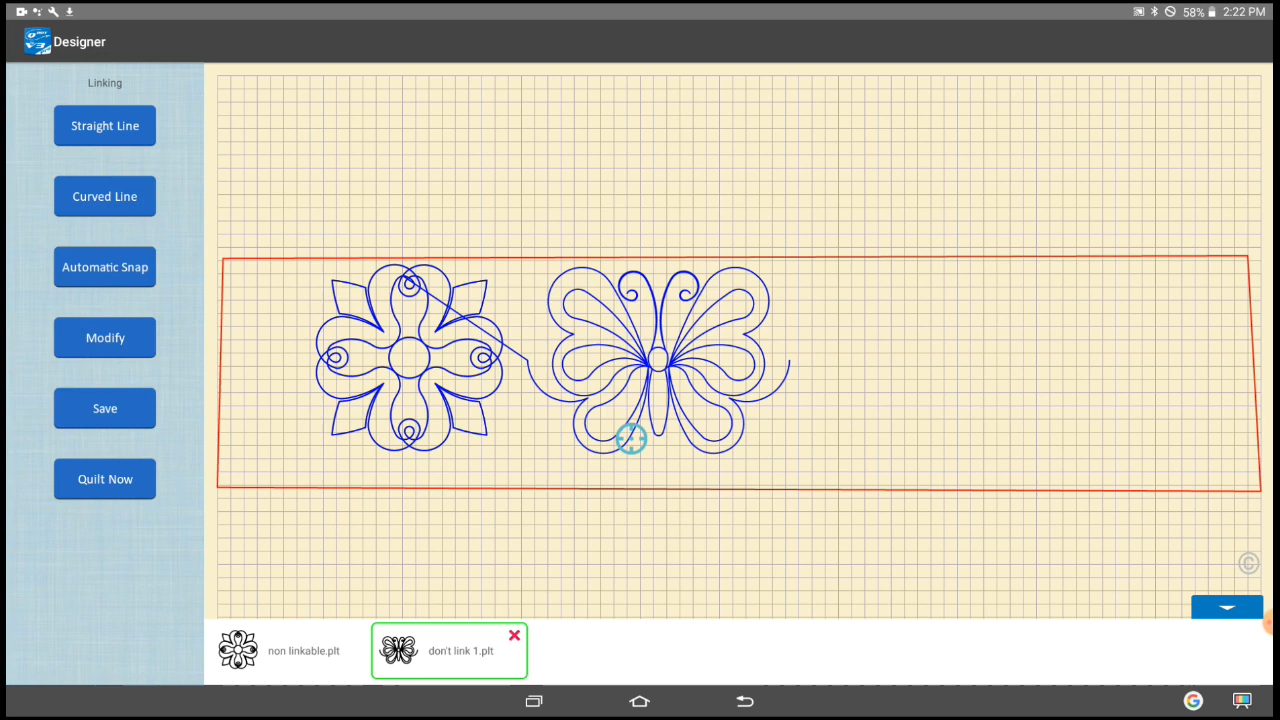 58% 2:22 PM
Designer
Linking
Straight Line
Curved Line
Automatic Snap
Modify
Save
Quilt Now
©
non linkable.plt
don't link 1.plt
G